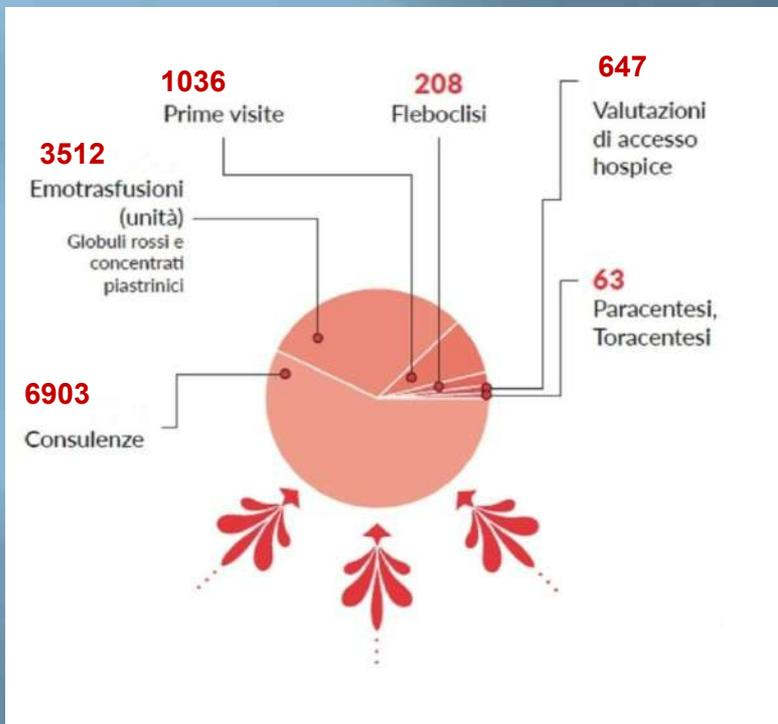 1036
Prime visite
208
Fleboclisi
647
Valutazioni
di accesso
hospice
3512
Emotrasfusioni
(unità)
Globuli rossi e
concentrati
piastrinici
63
Paracentesi,
Toracentesi
6903
Consulenze